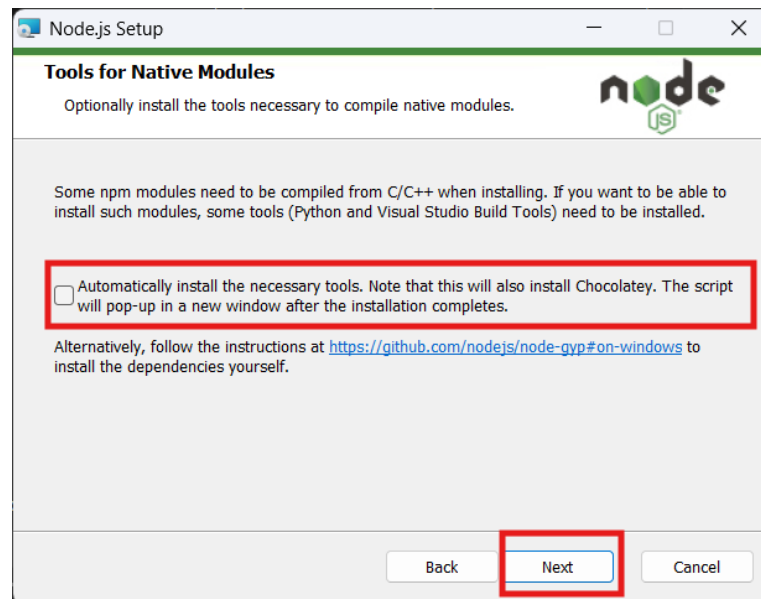 Node.js Setup
Tools for Native Modules
Optionally install the tools necessary to compile native modules.
node
JS
Some npm modules need to be compiled from C/C++ when installing. If you want to be able to
install such modules, some tools (Python and Visual Studio Build Tools) need to be installed.
Automatically install the necessary tools. Note that this will also install Chocolatey. The script
will pop-up in a new window after the installation completes.
Alternatively, follow the instructions at https://github.com/nodejs/node-gyp#on-windows to
install the dependencies yourself.
Back
Next
Cancel